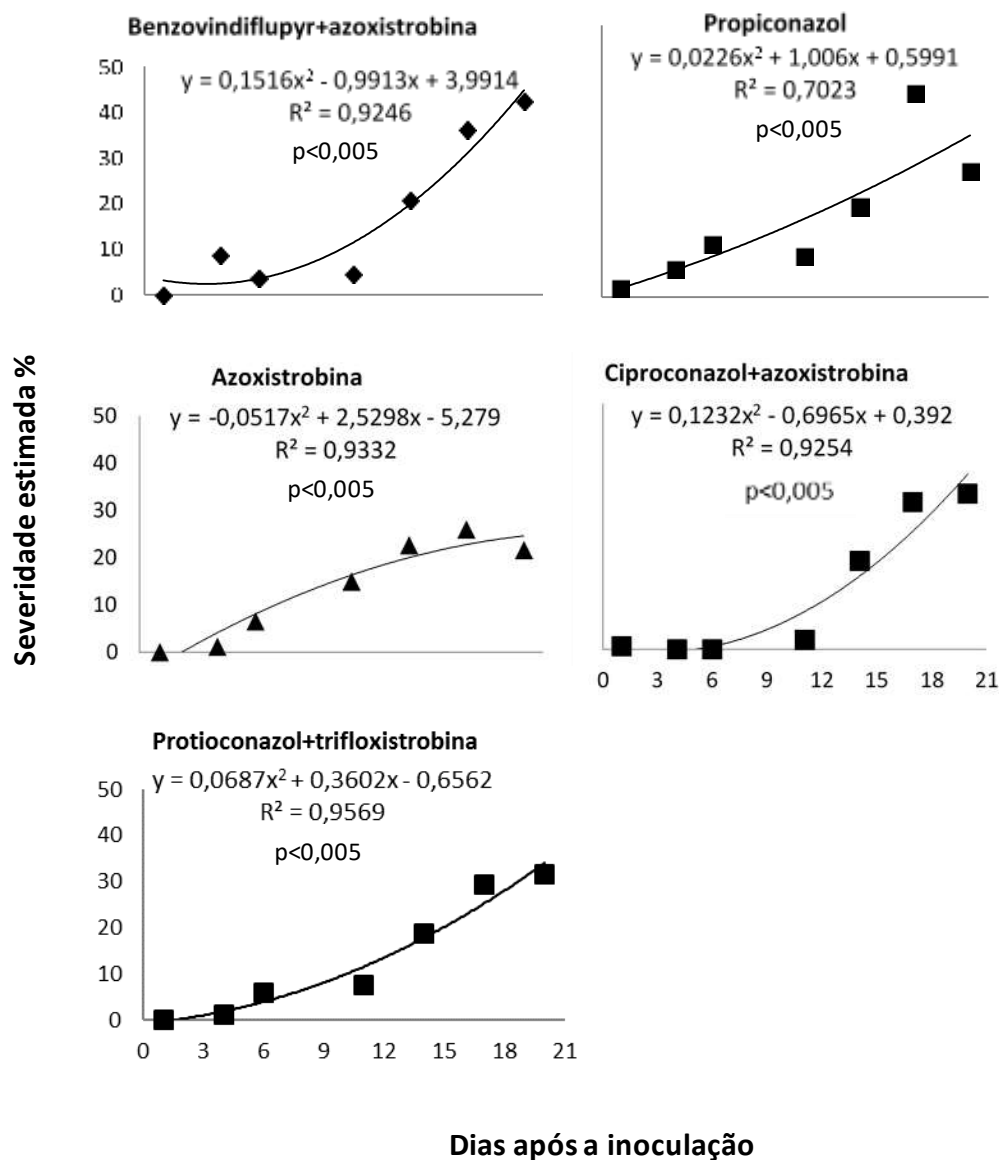 Benzovindiflupyr+azoxistrobina
y = 0,1516x² - 0,9913x + 3,9914
R² = 0,9246
p<0,005
50
40
30
20
10
0
Propiconazol
y = 0,0226x² + 1,006x + 0,5991
R² = 0,7023
p<0,005
Severidade estimada %
Azoxistrobina
y = -0,0517x² + 2,5298x - 5,279
R² = 0,9332
p<0,005
50
40
30
20
10
0
Ciproconazol+azoxistrobina
y = 0,1232x² - 0,6965x + 0,392
R² = 0,9254
p<0,005
0 3 6 9 12 15 18 21
Protioconazol+trifloxistrobina
y = 0,0687x² + 0,3602x - 0,6562
R² = 0,9569
p<0,005
50
40
30
20
10
0
0 3 6 9 12 15 18 21
Dias após a inoculação